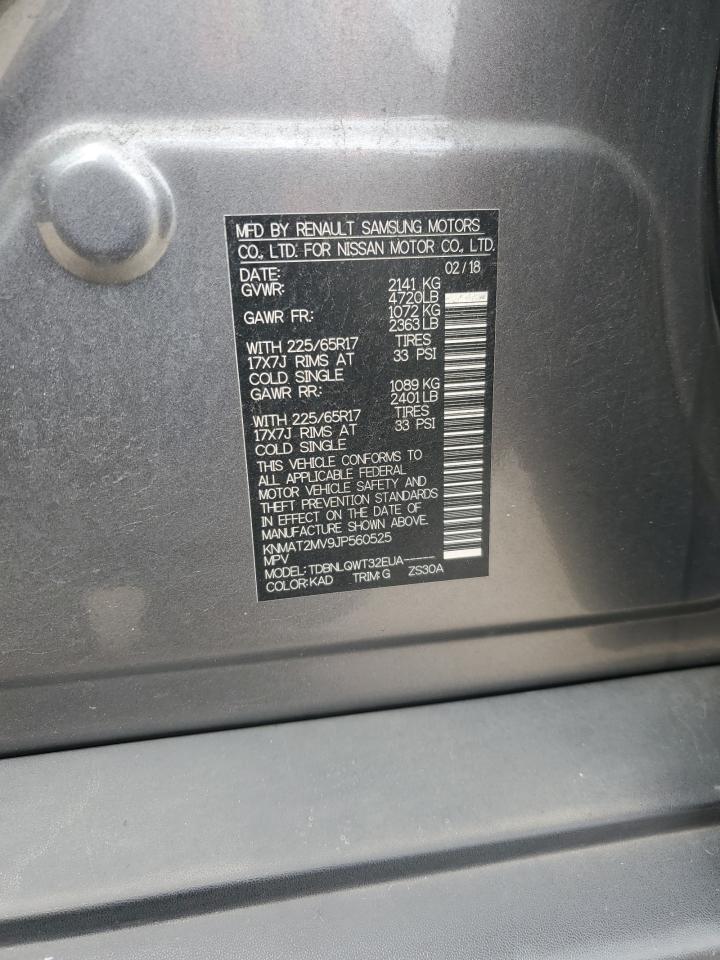 MFD BY RENAULT SAMSUNG MOTORS
CO., LTD. FOR NISSAN MOTOR CO., LTD.
DATE: 02/18
GVWR: 2141 KG
4720LB
GAWR FR: 1072 KG
2363LB
WITH 225/65R17 TIRES
17X7J RIMS AT 33 PSI
COLD SINGLE
GAWR RR: 1089 KG
2401LB
WITH 225/65R17 TIRES
17X7J RIMS AT 33 PSI
COLD SINGLE
THIS VEHICLE CONFORMS TO
ALL APPLICABLE FEDERAL
MOTOR VEHICLE SAFETY AND
THEFT PREVENTION STANDARDS
IN EFFECT ON THE DATE OF
MANUFACTURE SHOWN ABOVE.
KNMAT2MV9JP560525
MPV
MODEL: TDBNLQWT32EUA-----
COLOR: KAD TRIM: G ZS30A